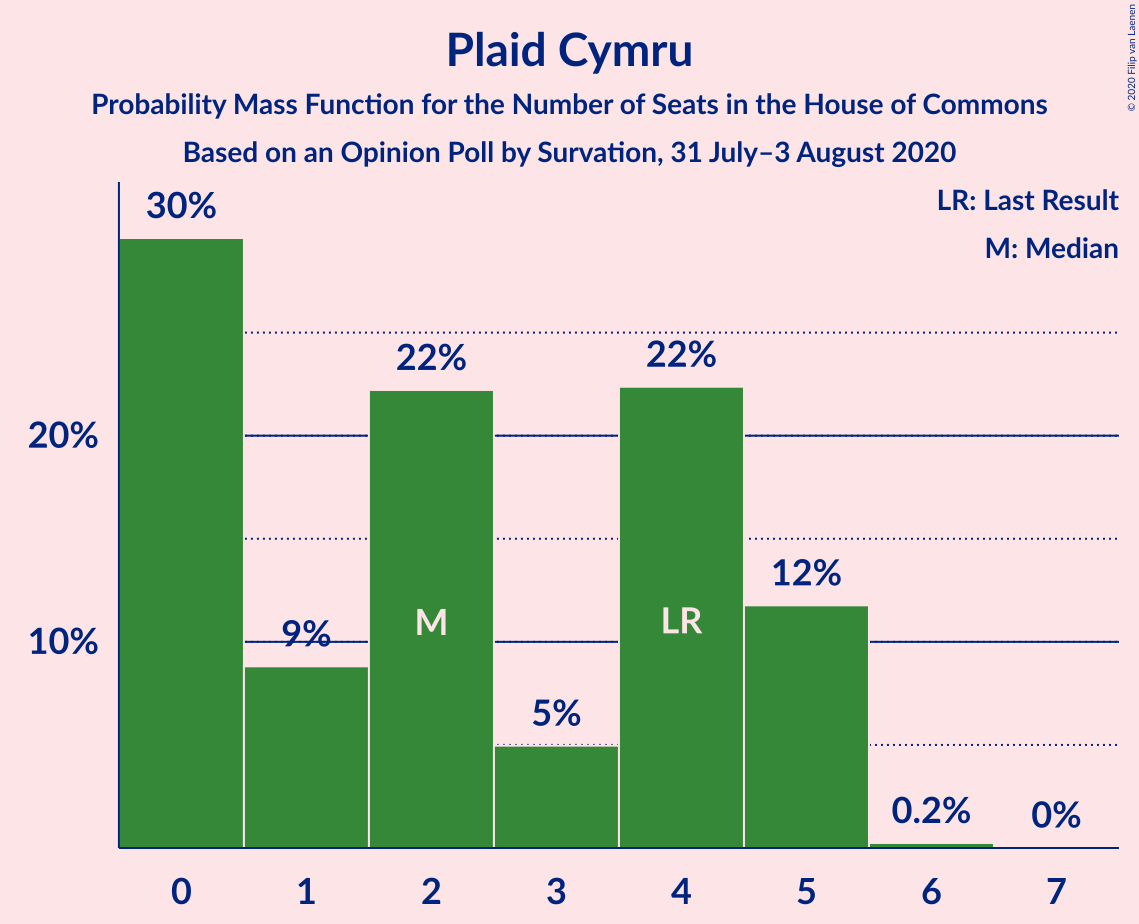 Plaid Cymru
Probability Mass Function for the Number of Seats in the House of Commons
Based on an Opinion Poll by Survation, 31 July–3 August 2020
© 2020 Filip van Laenen
LR: Last Result
M: Median
30%
22%
22%
20%
12%
M
LR
9%
10%
5%
0.2%
0%
0 1 2 3 4 5 6 7